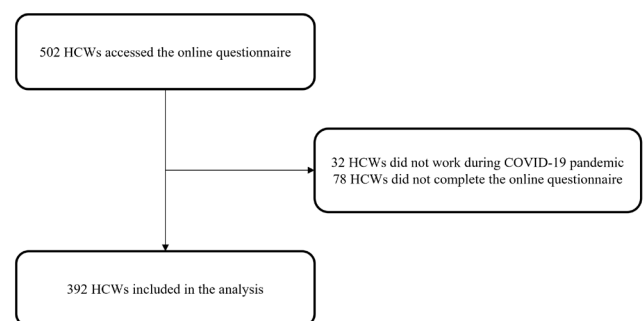 502 HCWs accessed the online questionnaire
32 HCWs did not work during COVID-19 pandemic
78 HCWs did not complete the online questionnaire
392 HCWs included in the analysis